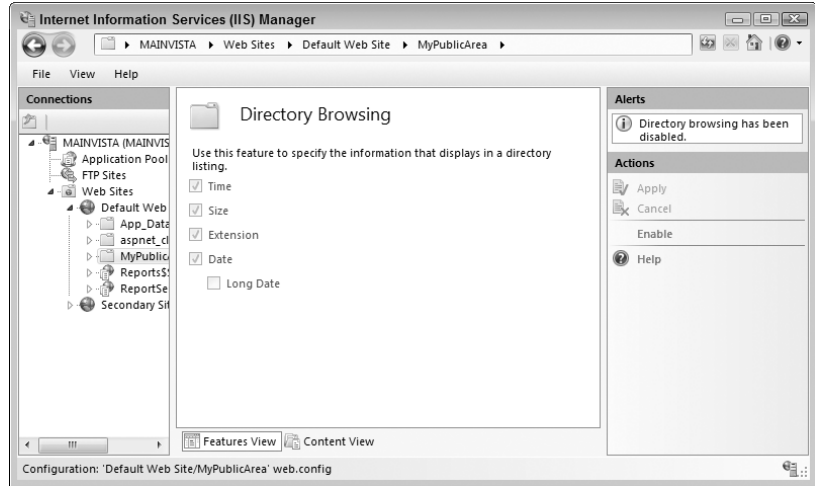 Internet Information Services (IIS) Manager
MAINVISTA Web Sites Default Web Site MyPublicArea
File View Help
Connections
MAINVISTA (MAINVIS
Application Pool
FTP Sites
Web Sites
Default Web
App_Data
aspnet_cl
MyPublic
Reports$
ReportSe
Secondary Sit
Directory Browsing
Use this feature to specify the information that displays in a directory
listing.
Time
Size
Extension
Date
Long Date
Features View Content View
Alerts
Directory browsing has been
disabled.
Actions
Apply
Cancel
Enable
Help
Configuration: 'Default Web Site/MyPublicArea' web.config